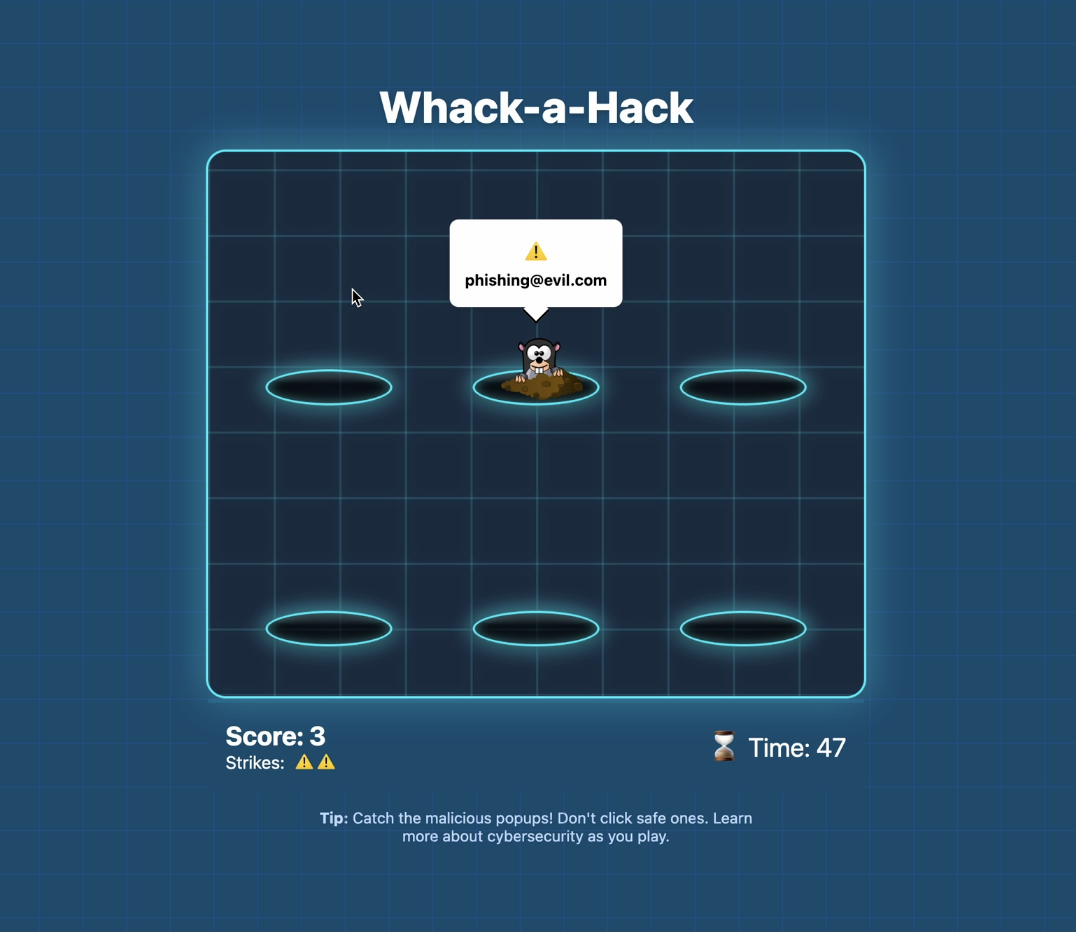 Whack-a-Hack
phishing@evil.com
Score: 3
Strikes:
Time: 47
Tip: Catch the malicious popups! Don't click safe ones. Learn
more about cybersecurity as you play.